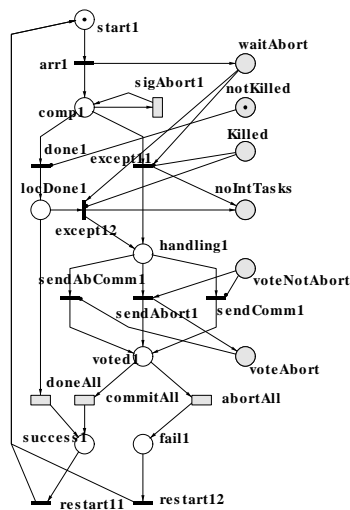 start1
waitAbort
arr1
sigAbort1
notKilled
comp1
Killed
done1
except11
locDone1
noIntTasks
except12
handling1
voteNotAbort
sendAbComm1
sendAbort1
sendComm1
voted1
voteAbort
doneAll
commitAll
abortAll
success1
fail1
restart11
restart12